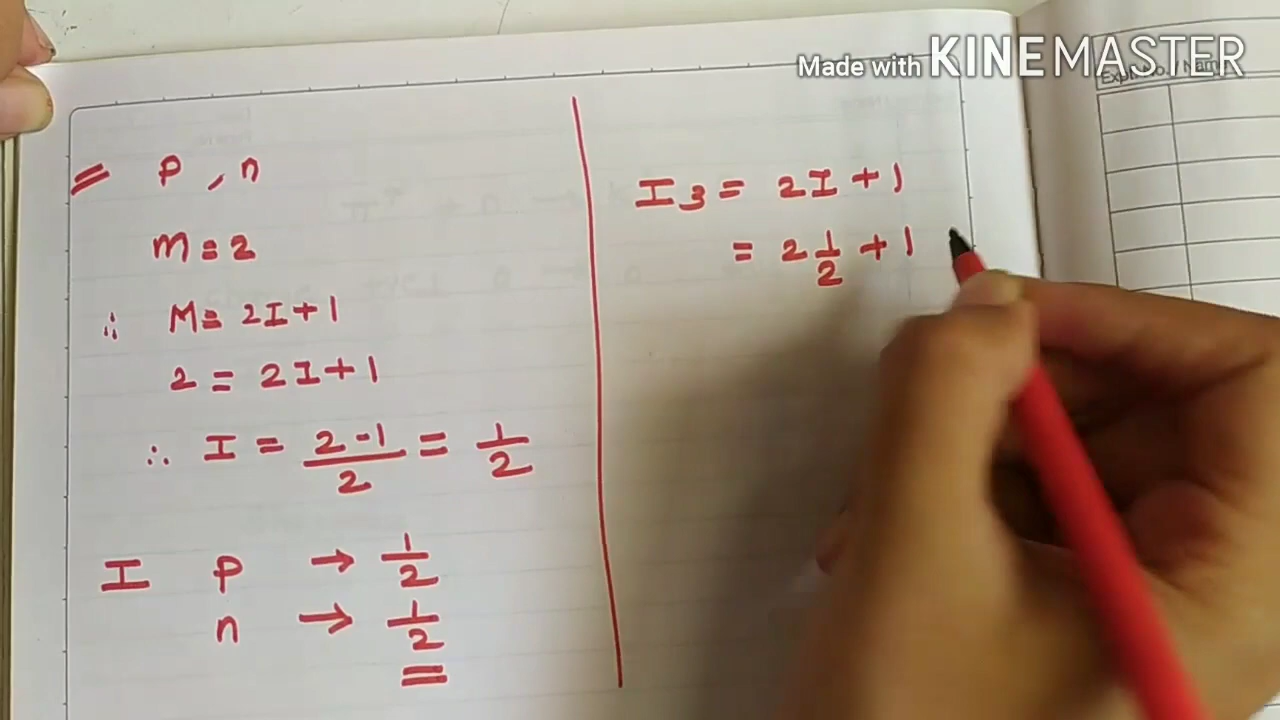 Made with KINEMASTER
= P, n
m = 2
∴ M = 2I + 1
2 = 2I + 1
∴ I = 2-1/2 = 1/2
I P → 1/2
n → 1/2
I3 = 2I + 1
= 2 1/2 + 1